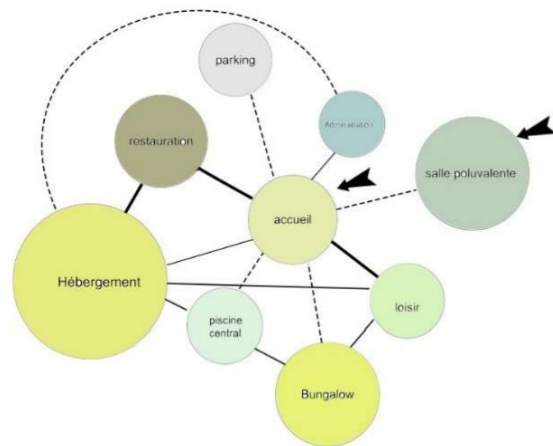 parking
Administration
restauration
salle poluvalente
accueil
Hébergement
loisir
piscine
central
Bungalow